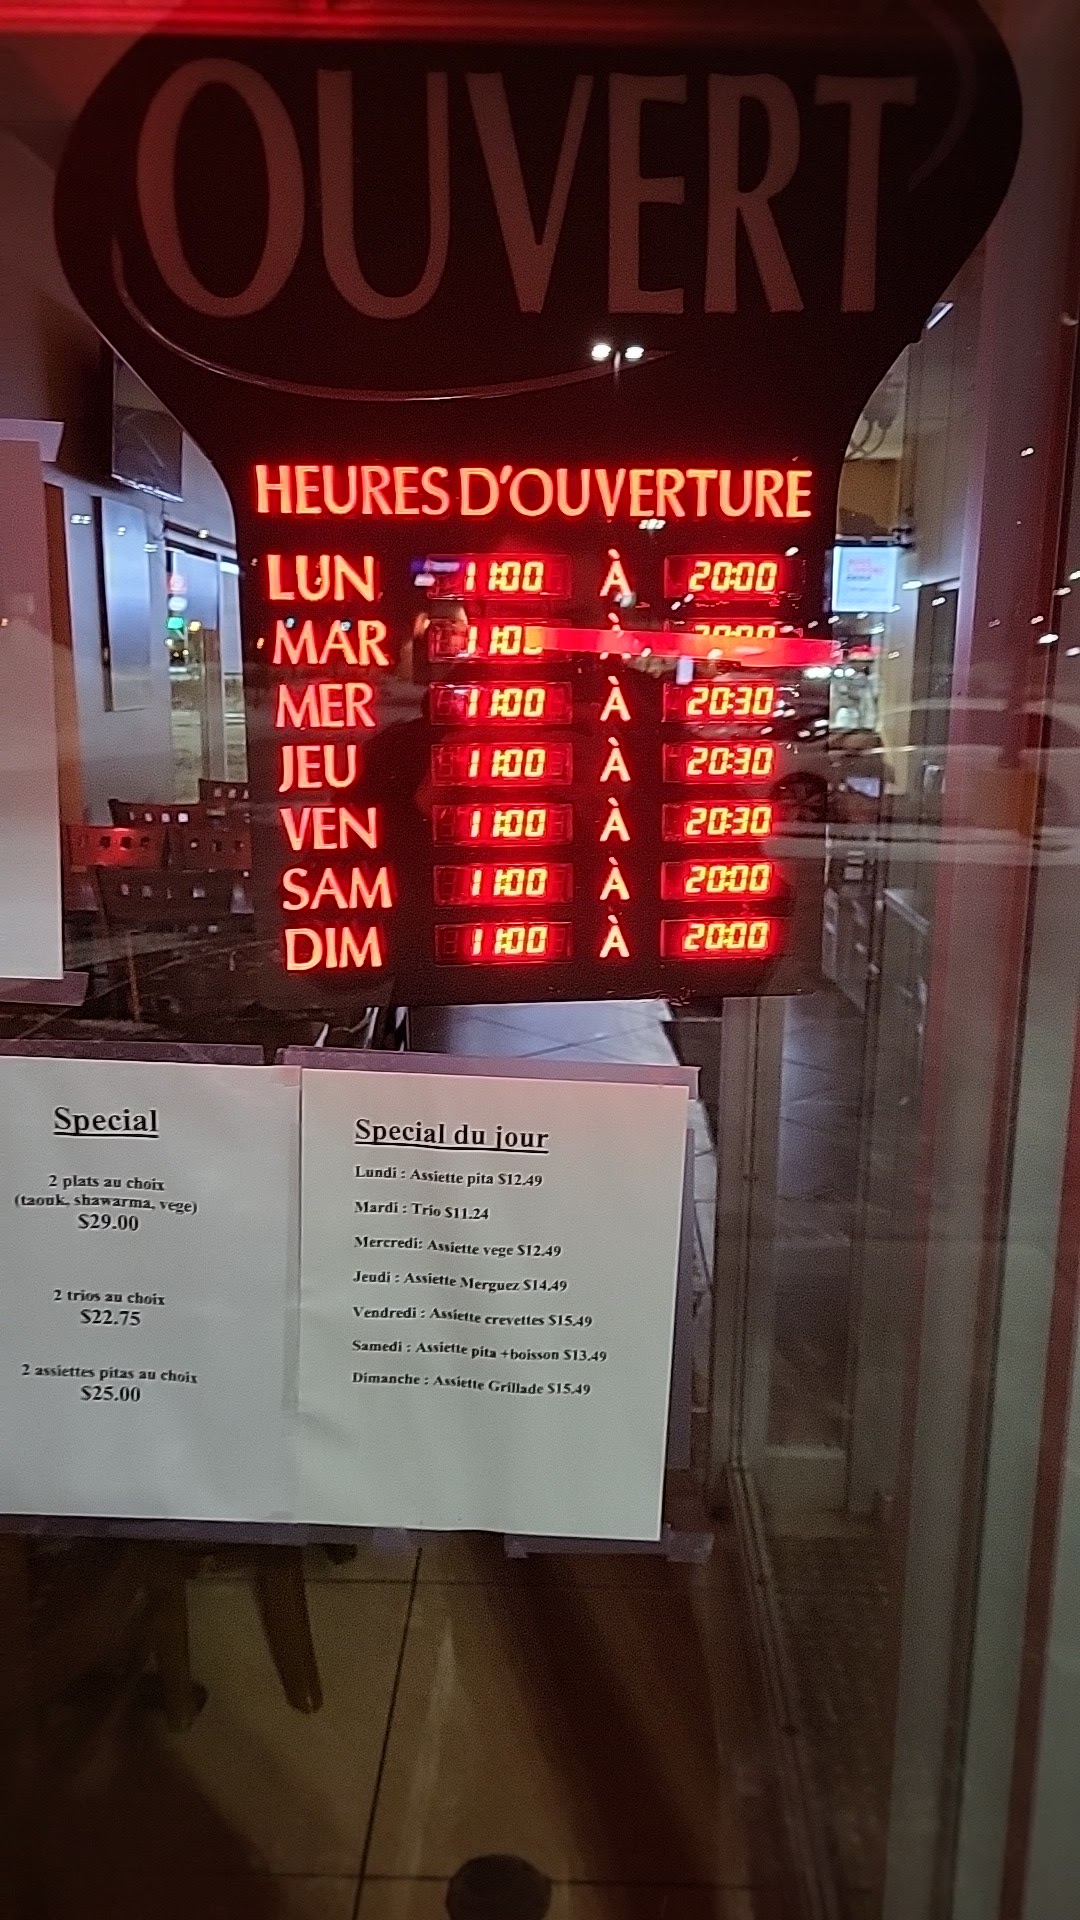 OUVERT
HEURES D'OUVERTURE
LUN 11:00 À 20:00
MAR 11:00 À 20:00
MER 11:00 À 20:30
JEU 11:00 À 20:30
VEN 11:00 À 20:30
SAM 11:00 À 20:00
DIM 11:00 À 20:00
Special
2 plats au choix
(taouk, shawarma, vege)
$29.00
2 trios au choix
$22.75
2 assiettes pitas au choix
$25.00
Special du jour
Lundi : Assiette pita $12.49
Mardi : Trio $11.24
Mercredi: Assiette vege $12.49
Jeudi : Assiette Merguez $14.49
Vendredi : Assiette crevettes $15.49
Samedi : Assiette pita +boisson $13.49
Dimanche : Assiette Grillade $15.49